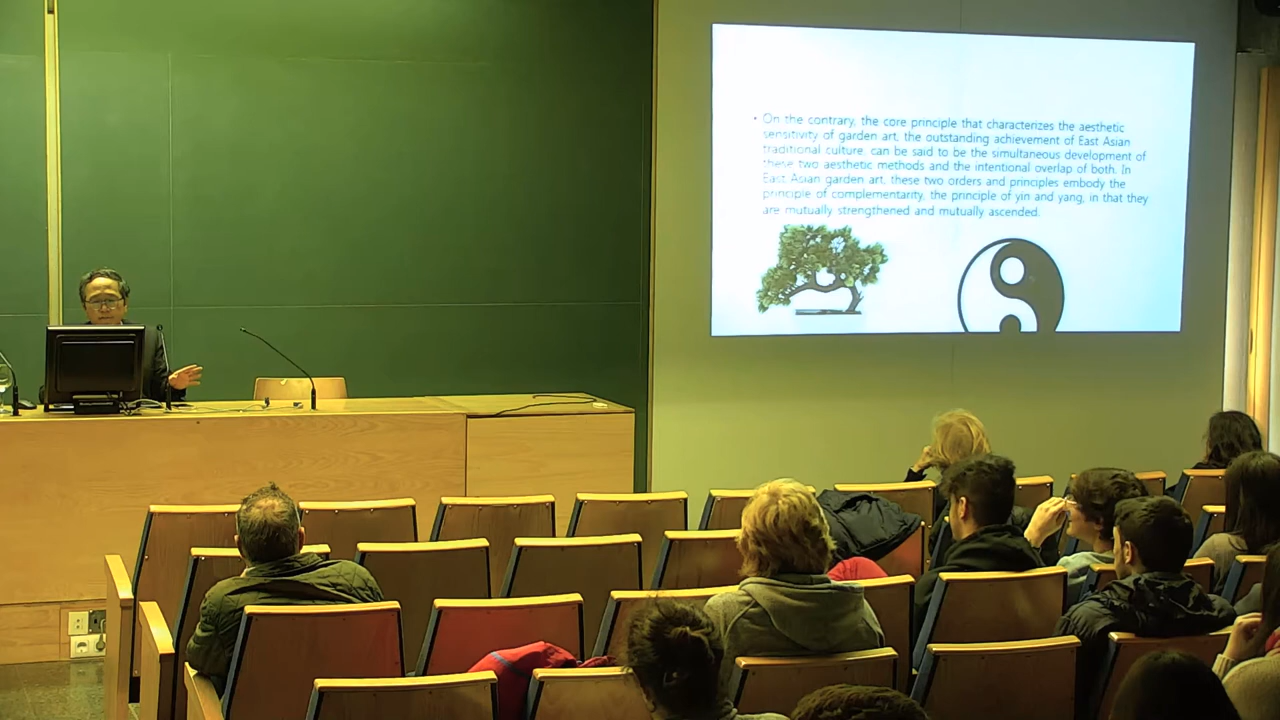 • On the contrary, the core principle that characterizes the aesthetic
sensitivity of garden art, the outstanding achievement of East Asian
traditional culture, can be said to be the simultaneous development of
these two aesthetic methods and the intentional overlap of both. In
East Asian garden art, these two orders and principles embody the
principle of complementarity, the principle of yin and yang, in that they
are mutually strengthened and mutually ascended.